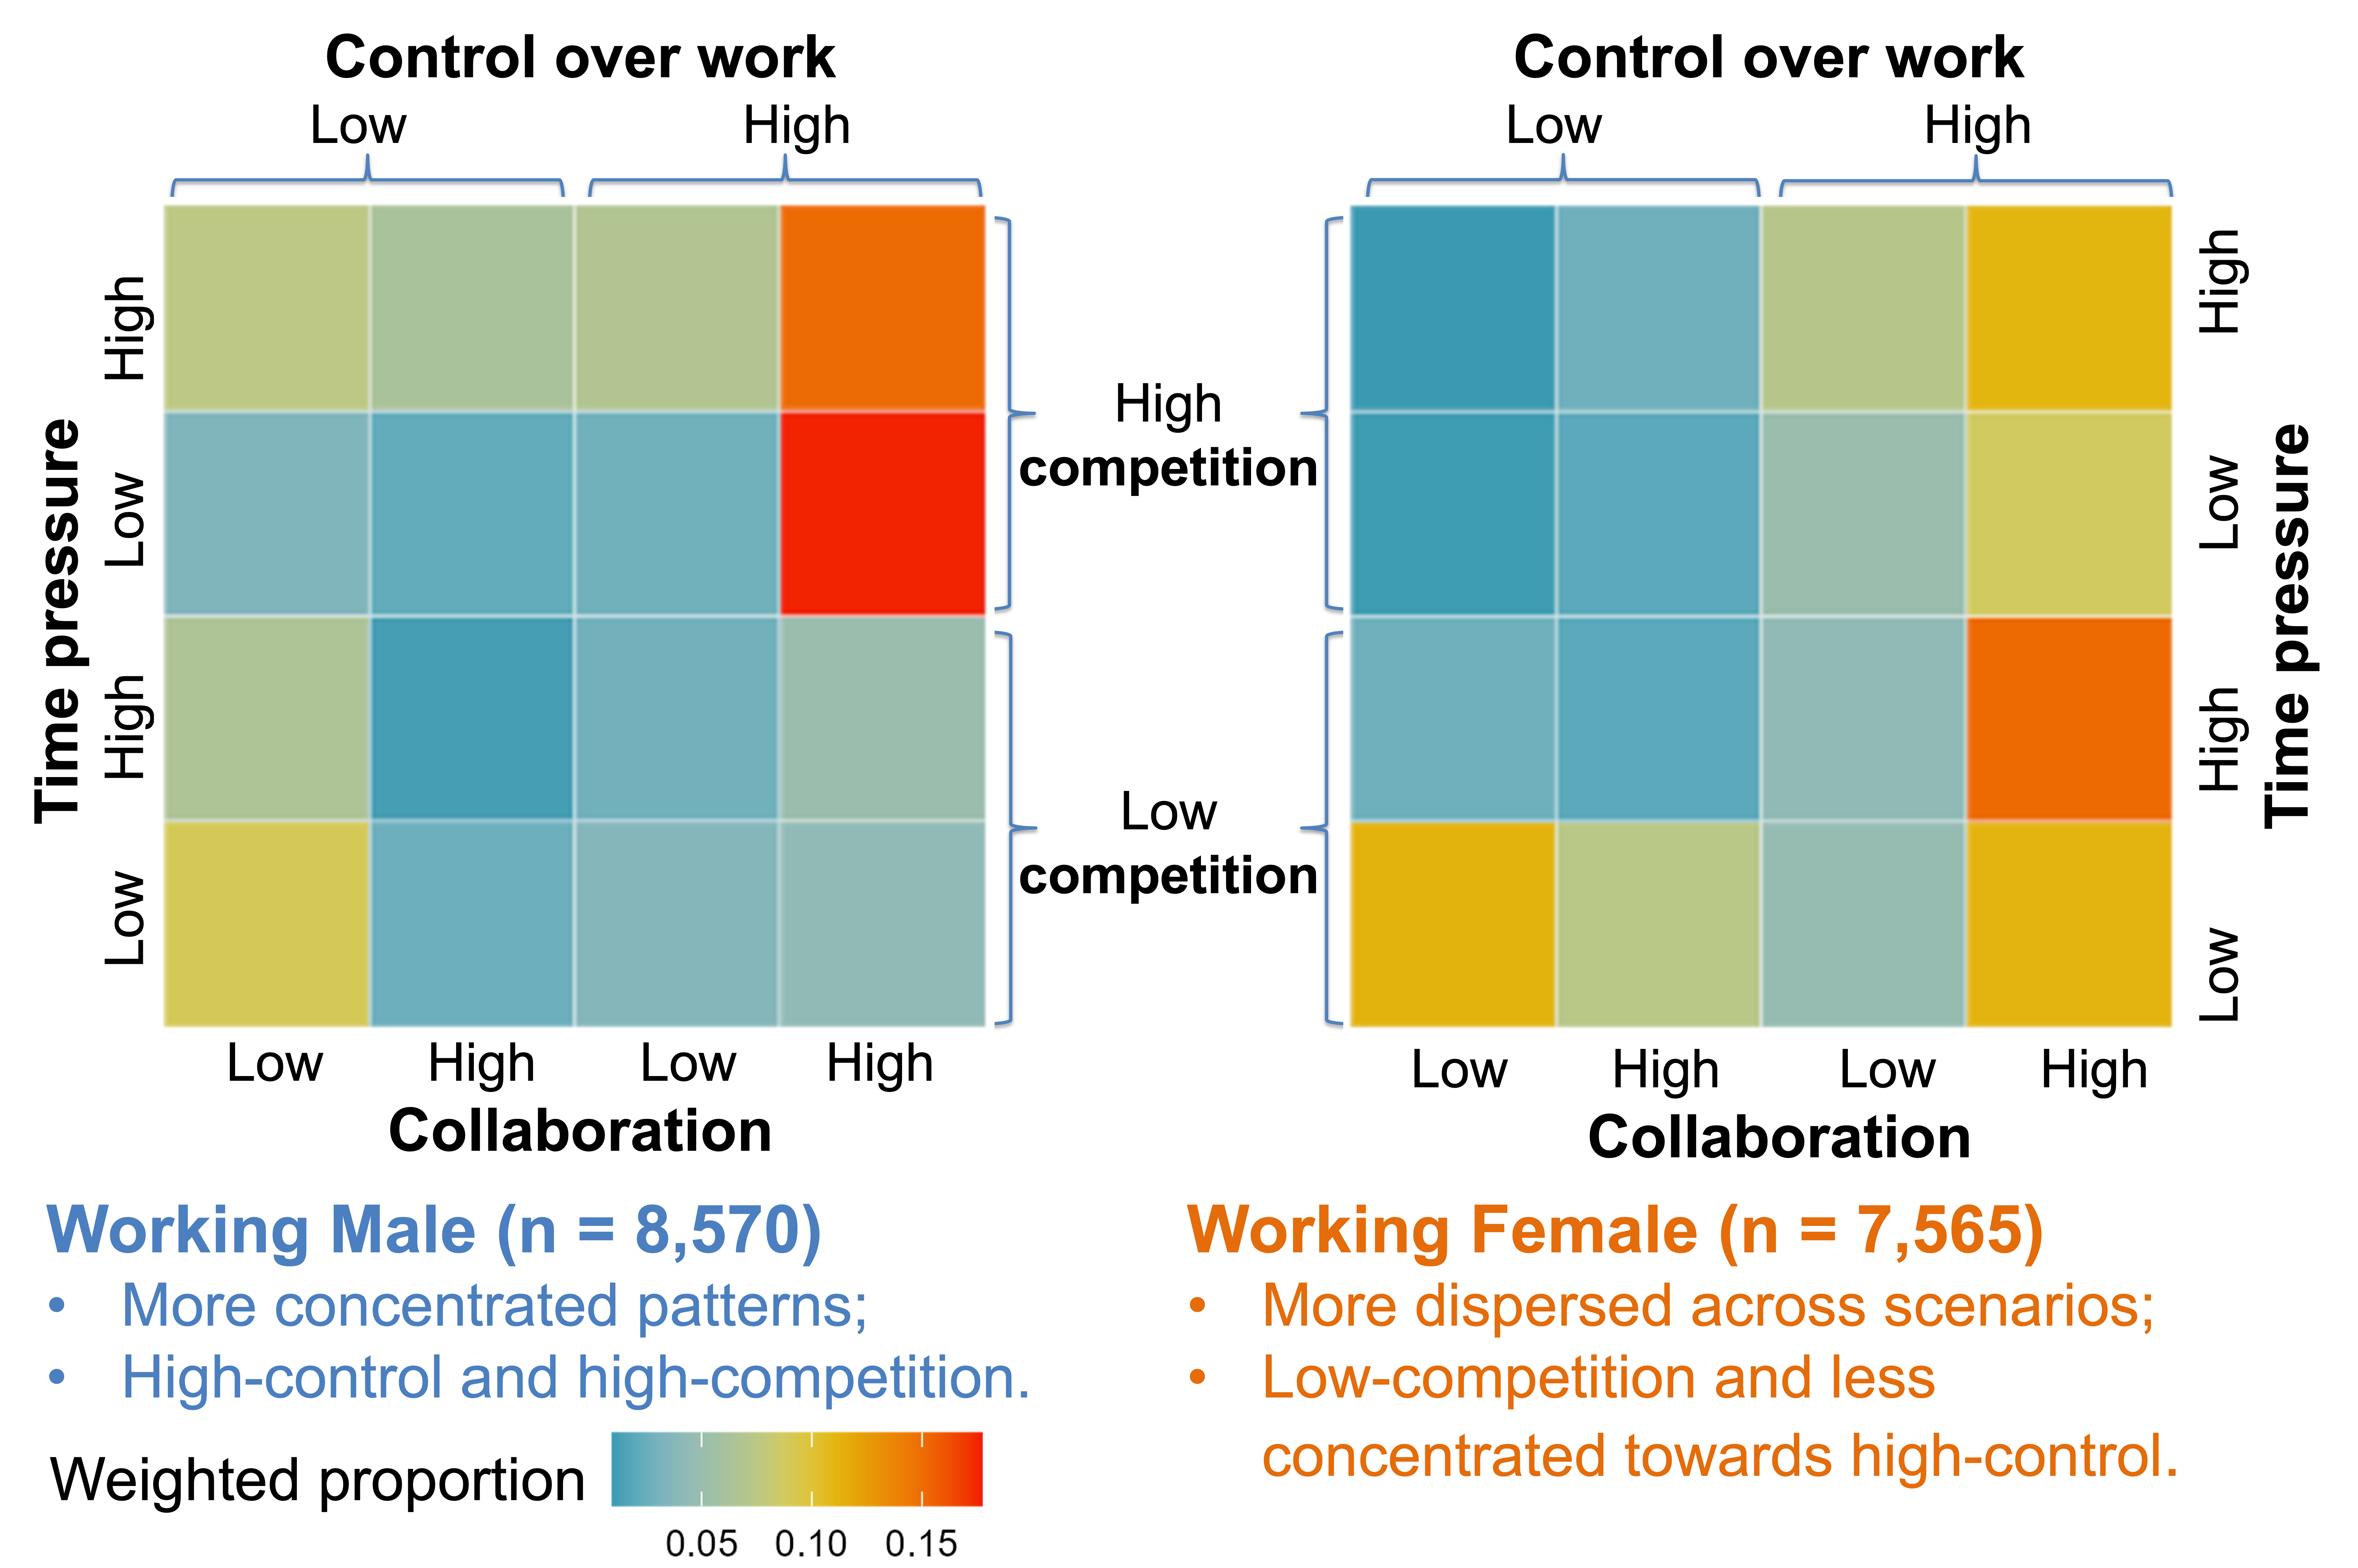 Control over work
Control over work
Low
High
Low
High
High
Low
High
Low
Time pressure
High
competition
Low
competition
High
Low
High
Low
Time pressure
Low
High
Low
High
Low
High
Low
High
Collaboration
Collaboration
Working Male (n = 8,570)
• More concentrated patterns;
• High-control and high-competition.
Working Female (n = 7,565)
• More dispersed across scenarios;
• Low-competition and less
concentrated towards high-control.
Weighted proportion
0.05
0.10
0.15